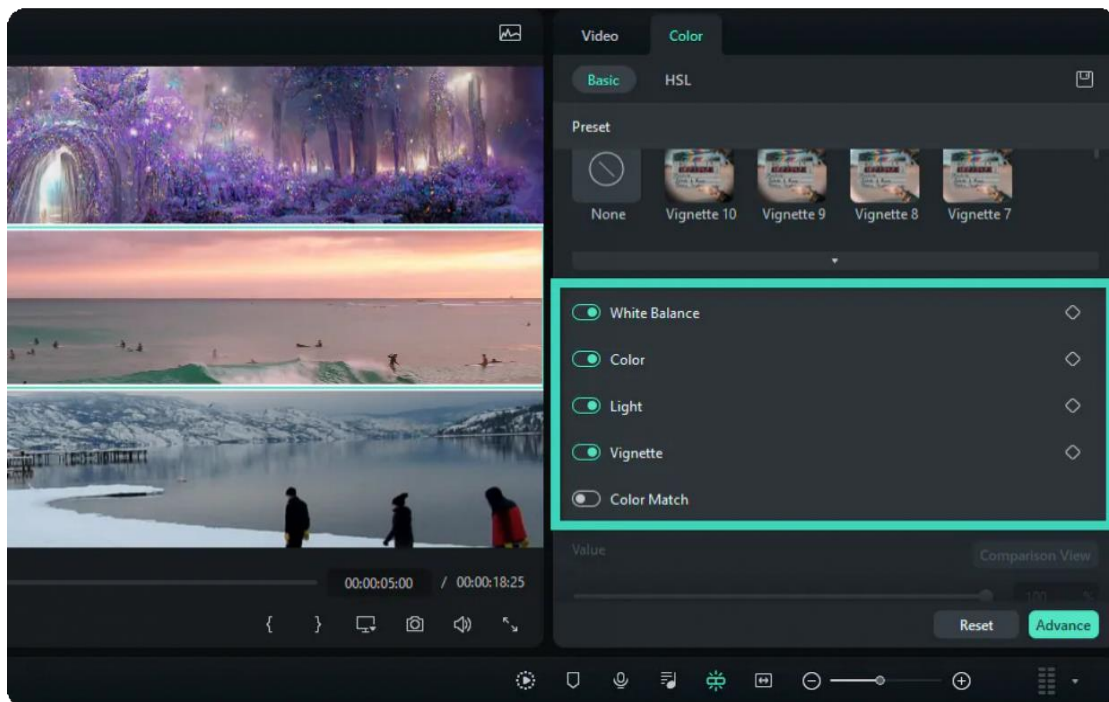 Video Color
Basic HSL
Preset
None Vignette 10 Vignette 9 Vignette 8 Vignette 7
White Balance
Color
Light
Vignette
Color Match
Value Comparison View
100 %
00:00:05:00 / 00:00:18:25
{ }
Reset Advance